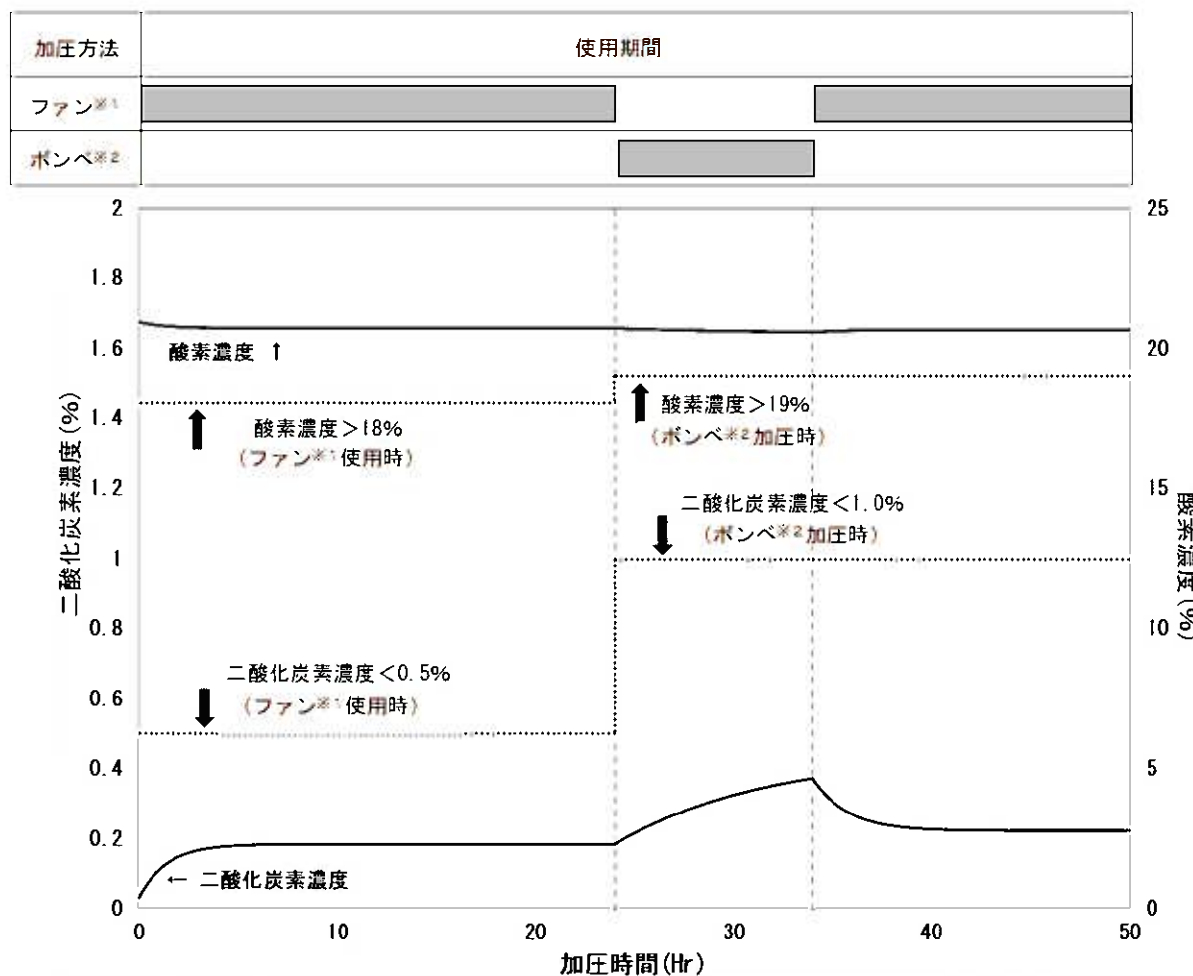 加圧方法
使用期間
ファン※1
ボンベ※2
2
1.8
1.6
1.4
1.2
1
0.8
0.6
0.4
0.2
0
二酸化炭素濃度(%)
25
20
15
10
5
0
酸素濃度(%)
酸素濃度 ↑
酸素濃度>18%
(ファン※1使用時)
酸素濃度>19%
(ボンベ※2加圧時)
二酸化炭素濃度<1.0%
(ボンベ※2加圧時)
二酸化炭素濃度<0.5%
(ファン※1使用時)
← 二酸化炭素濃度
0 10 20 30 40 50
加圧時間(Hr)